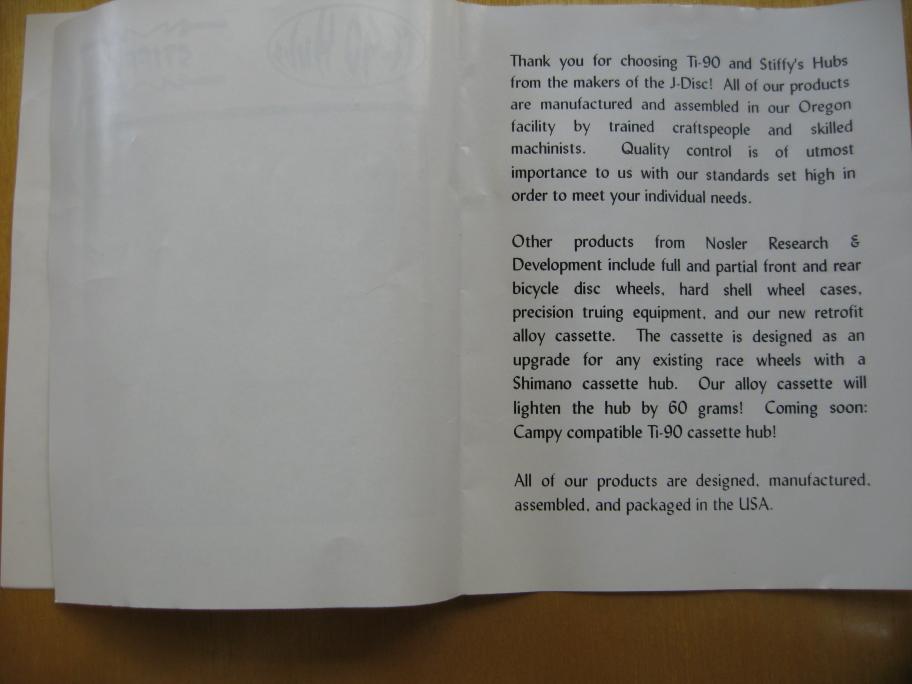 Thank you for choosing Ti-90 and Stiffy's Hubs
from the makers of the J-Disc! All of our products
are manufactured and assembled in our Oregon
facility by trained craftspeople and skilled
machinists. Quality control is of utmost
importance to us with our standards set high in
order to meet your individual needs.
Other products from Nosler Research &
Development include full and partial front and rear
bicycle disc wheels, hard shell wheel cases,
precision truing equipment, and our new retrofit
alloy cassette. The cassette is designed as an
upgrade for any existing race wheels with a
Shimano cassette hub. Our alloy cassette will
lighten the hub by 60 grams! Coming soon:
Campy compatible Ti-90 cassette hub!
All of our products are designed, manufactured,
assembled, and packaged in the USA.